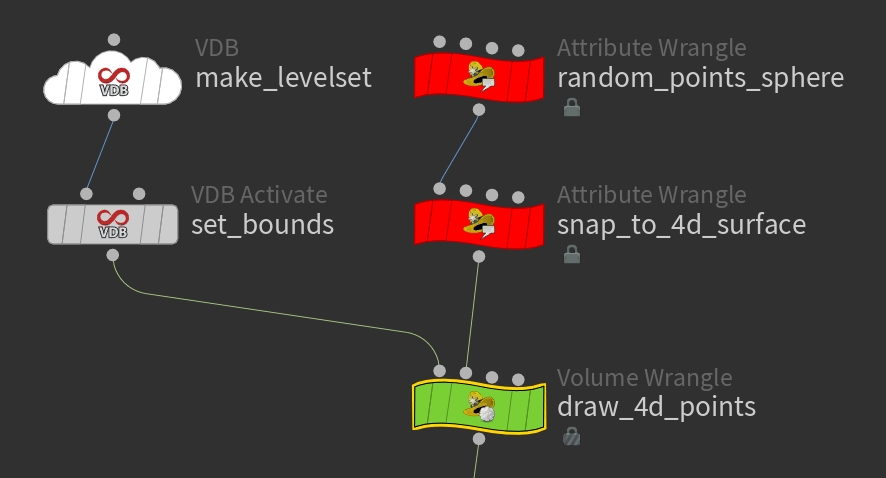 VDB
make_levelset
VDB
Attribute Wrangle
random_points_sphere
VDB Activate
set_bounds
VDB
Attribute Wrangle
snap_to_4d_surface
Volume Wrangle
draw_4d_points